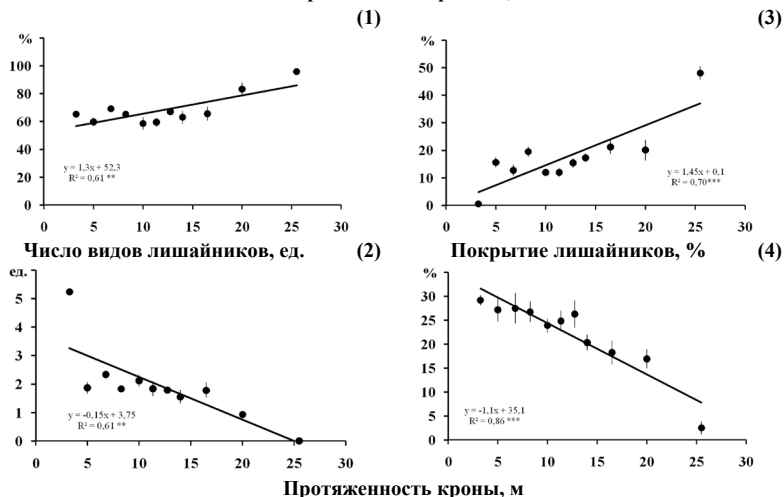 (1)
(3)
%
100
80
60
40
20
0
y = 1,3x + 52,3
R² = 0,61 **
0 5 10 15 20 25 30
%
60
50
40
30
20
10
0
y = 1,45x + 0,1
R² = 0,70***
0 5 10 15 20 25 30
Число видов лишайников, ед.
(2)
Покрытие лишайников, %
(4)
ед.
5
4
3
2
1
0
y = -0,15x + 3,75
R² = 0,61 **
0 5 10 15 20 25 30
%
30
25
20
15
10
5
0
y = -1,1x + 35,1
R² = 0,86 ***
0 5 10 15 20 25 30
Протяженность кроны, м